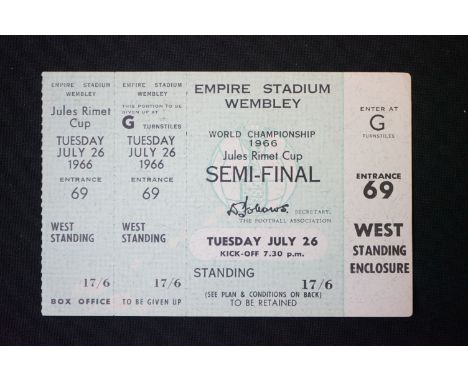 EMPIRE STADIUM
WEMBLEY
Jules Rimet
Cup
TUESDAY
JULY 26
1966
ENTRANCE
69
WEST
STANDING
17/6
BOX OFFICE
EMPIRE STADIUM
WEMBLEY
THIS PORTION TO BE
GIVEN UP AT
G TURNSTILES
TUESDAY
JULY 26
1966
ENTRANCE
69
WEST
STANDING
17/6
TO BE GIVEN UP
EMPIRE STADIUM
WEMBLEY
WORLD CHAMPIONSHIP
1966
Jules Rimet Cup
SEMI-FINAL
SECRETARY,
THE FOOTBALL ASSOCIATION
TUESDAY JULY 26
KICK-OFF 7.30 p.m.
STANDING 17/6
(SEE PLAN & CONDITIONS ON BACK)
TO BE RETAINED
ENTER AT
G
TURNSTILES
ENTRANCE
69
WEST
STANDING
ENCLOSURE